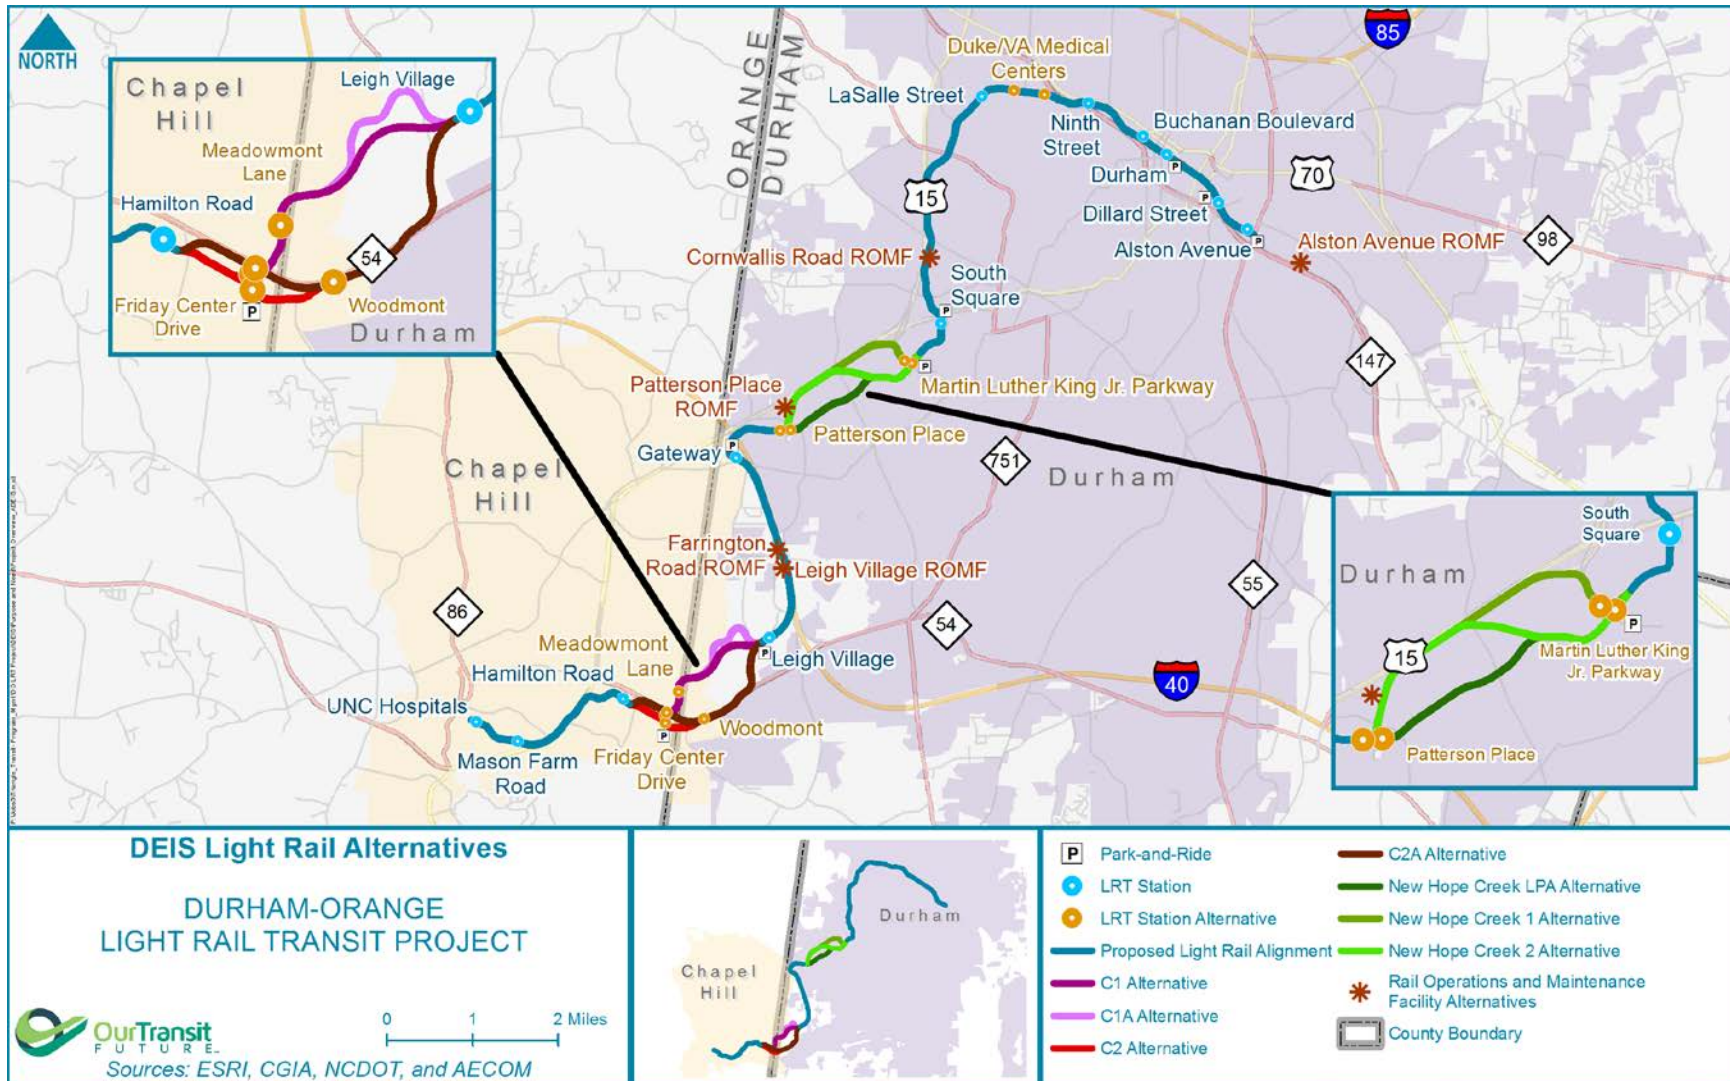 NORTH
Chapel
Hill
Leigh Village
Meadowmont
Lane
Hamilton Road
54
Friday Center
Drive
P
Woodmont
Durham
ORANGE
DURHAM
85
Duke/VA Medical
Centers
LaSalle Street
Ninth
Street
Buchanan Boulevard
15
Durham
P
70
Dillard Street
P
Alston Avenue
P
Alston Avenue ROMF
98
Cornwallis Road ROMF
South
Square
P
147
Patterson Place
ROMF
P
Martin Luther King Jr. Parkway
Patterson Place
P
Gateway
Chapel
Hill
751
Durham
Farrington
Road ROMF
Leigh Village ROMF
86
54
55
40
Meadowmont
Lane
Hamilton Road
P
Leigh Village
UNC Hospitals
Woodmont
Mason Farm
Road
P
Friday Center
Drive
South
Square
Durham
15
P
Martin Luther King
Jr. Parkway
Patterson Place
DEIS Light Rail Alternatives
DURHAM-ORANGE
LIGHT RAIL TRANSIT PROJECT
OurTransit
FUTURE
0 1 2 Miles
Sources: ESRI, CGIA, NCDOT, and AECOM
Durham
Chapel
Hill
P Park-and-Ride
LRT Station
LRT Station Alternative
Proposed Light Rail Alignment
C1 Alternative
C1A Alternative
C2 Alternative
C2A Alternative
New Hope Creek LPA Alternative
New Hope Creek 1 Alternative
New Hope Creek 2 Alternative
Rail Operations and Maintenance
Facility Alternatives
County Boundary